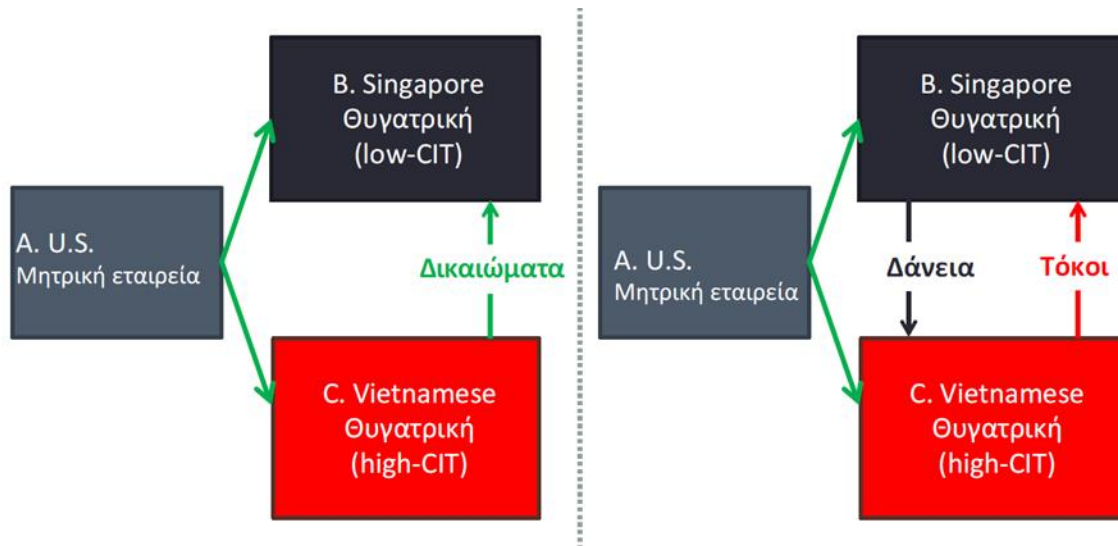 B. Singapore
Θυγατρική
(low-CIT)
A. U.S.
Μητρική εταιρεία
Δικαιώματα
C. Vietnamese
Θυγατρική
(high-CIT)
B. Singapore
Θυγατρική
(low-CIT)
A. U.S.
Μητρική εταιρεία
Δάνεια
Τόκοι
C. Vietnamese
Θυγατρική
(high-CIT)